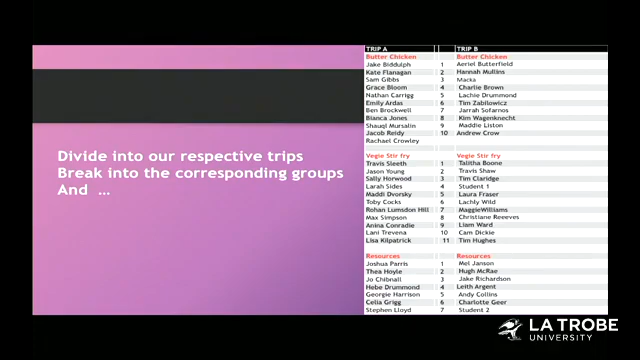 Divide into our respective trips
Break into the corresponding groups
And ...
TRIP A TRIP B
Butter Chicken Butter Chicken
Jake Biddulph 1 Aeriel Butterfield
Kate Flanagan 2 Hannah Mullins
Sam Gibbs 3 Macka
Grace Bloom 4 Charlie Brown
Nathan Carrigg 5 Lachie Drummond
Emily Ardas 6 Tim Zabilowicz
Ben Brockwell 7 Jarrah Sofarnos
Bianca Jones 8 Kim Wagenknecht
Shauqi Mursalin 9 Maddie Liston
Jacob Reidy 10 Andrew Crow
Rachael Crowley
Vegie Stir fry Vegie Stir fry
Travis Sleeth 1 Talitha Boone
Jason Young 2 Travis Shaw
Sally Horwood 3 Tim Claridge
Larah Sides 4 Student 1
Maddi Dvorsky 5 Laura Fraser
Toby Cocks 6 Lachly Wild
Rohan Lumsdon Hill 7 MaggieWilliams
Max Simpson 8 Christiane Reeeves
Anina Conradie 9 Liam Ward
Lani Trevena 10 Cam Dickie
Lisa Kilpatrick 11 Tim Hughes
Resources Resources
Joshua Parris 1 Mel Janson
Thea Hoyle 2 Hugh McRae
Jo Chibnall 3 Jake Richardson
Hebe Drummond 4 Leith Argent
Georgie Harrison 5 Andy Collins
Celia Grigg 6 Charlotte Geer
Stephen Lloyd 7 Student 2
LA TROBE
UNIVERSITY